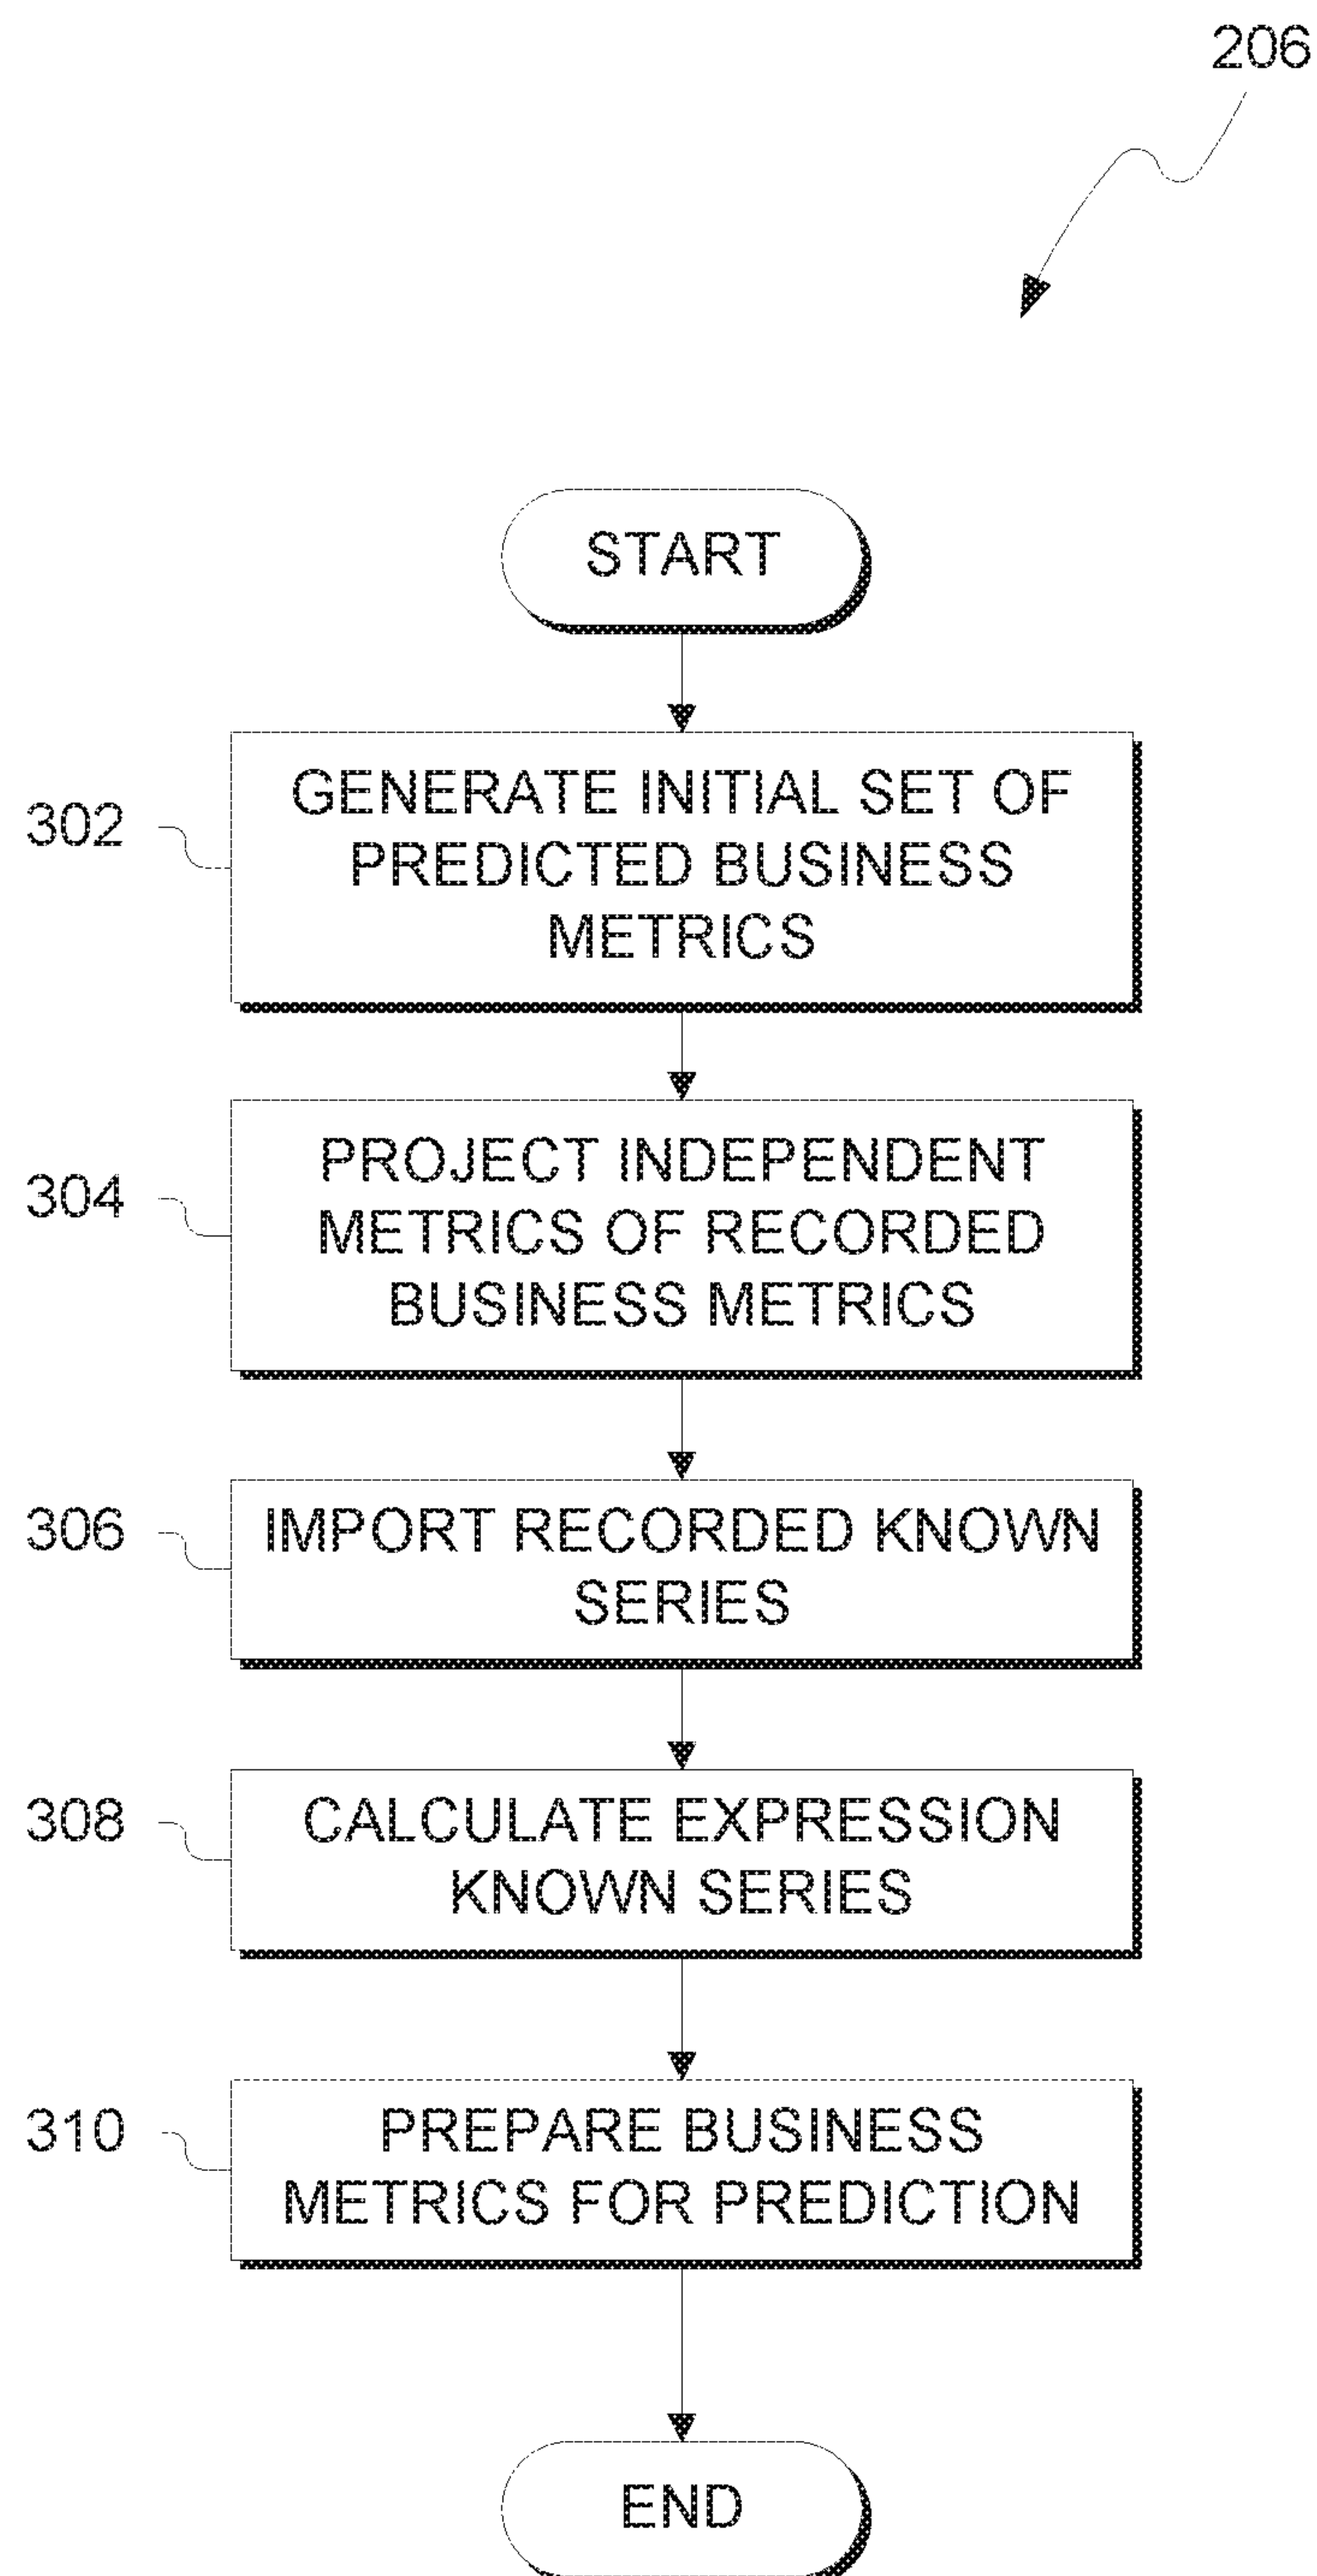 206
START
302
GENERATE INITIAL SET OF
PREDICTED BUSINESS
METRICS
304
PROJECT INDEPENDENT
METRICS OF RECORDED
BUSINESS METRICS
306
IMPORT RECORDED KNOWN
SERIES
308
CALCULATE EXPRESSION
KNOWN SERIES
310
PREPARE BUSINESS
METRICS FOR PREDICTION
END